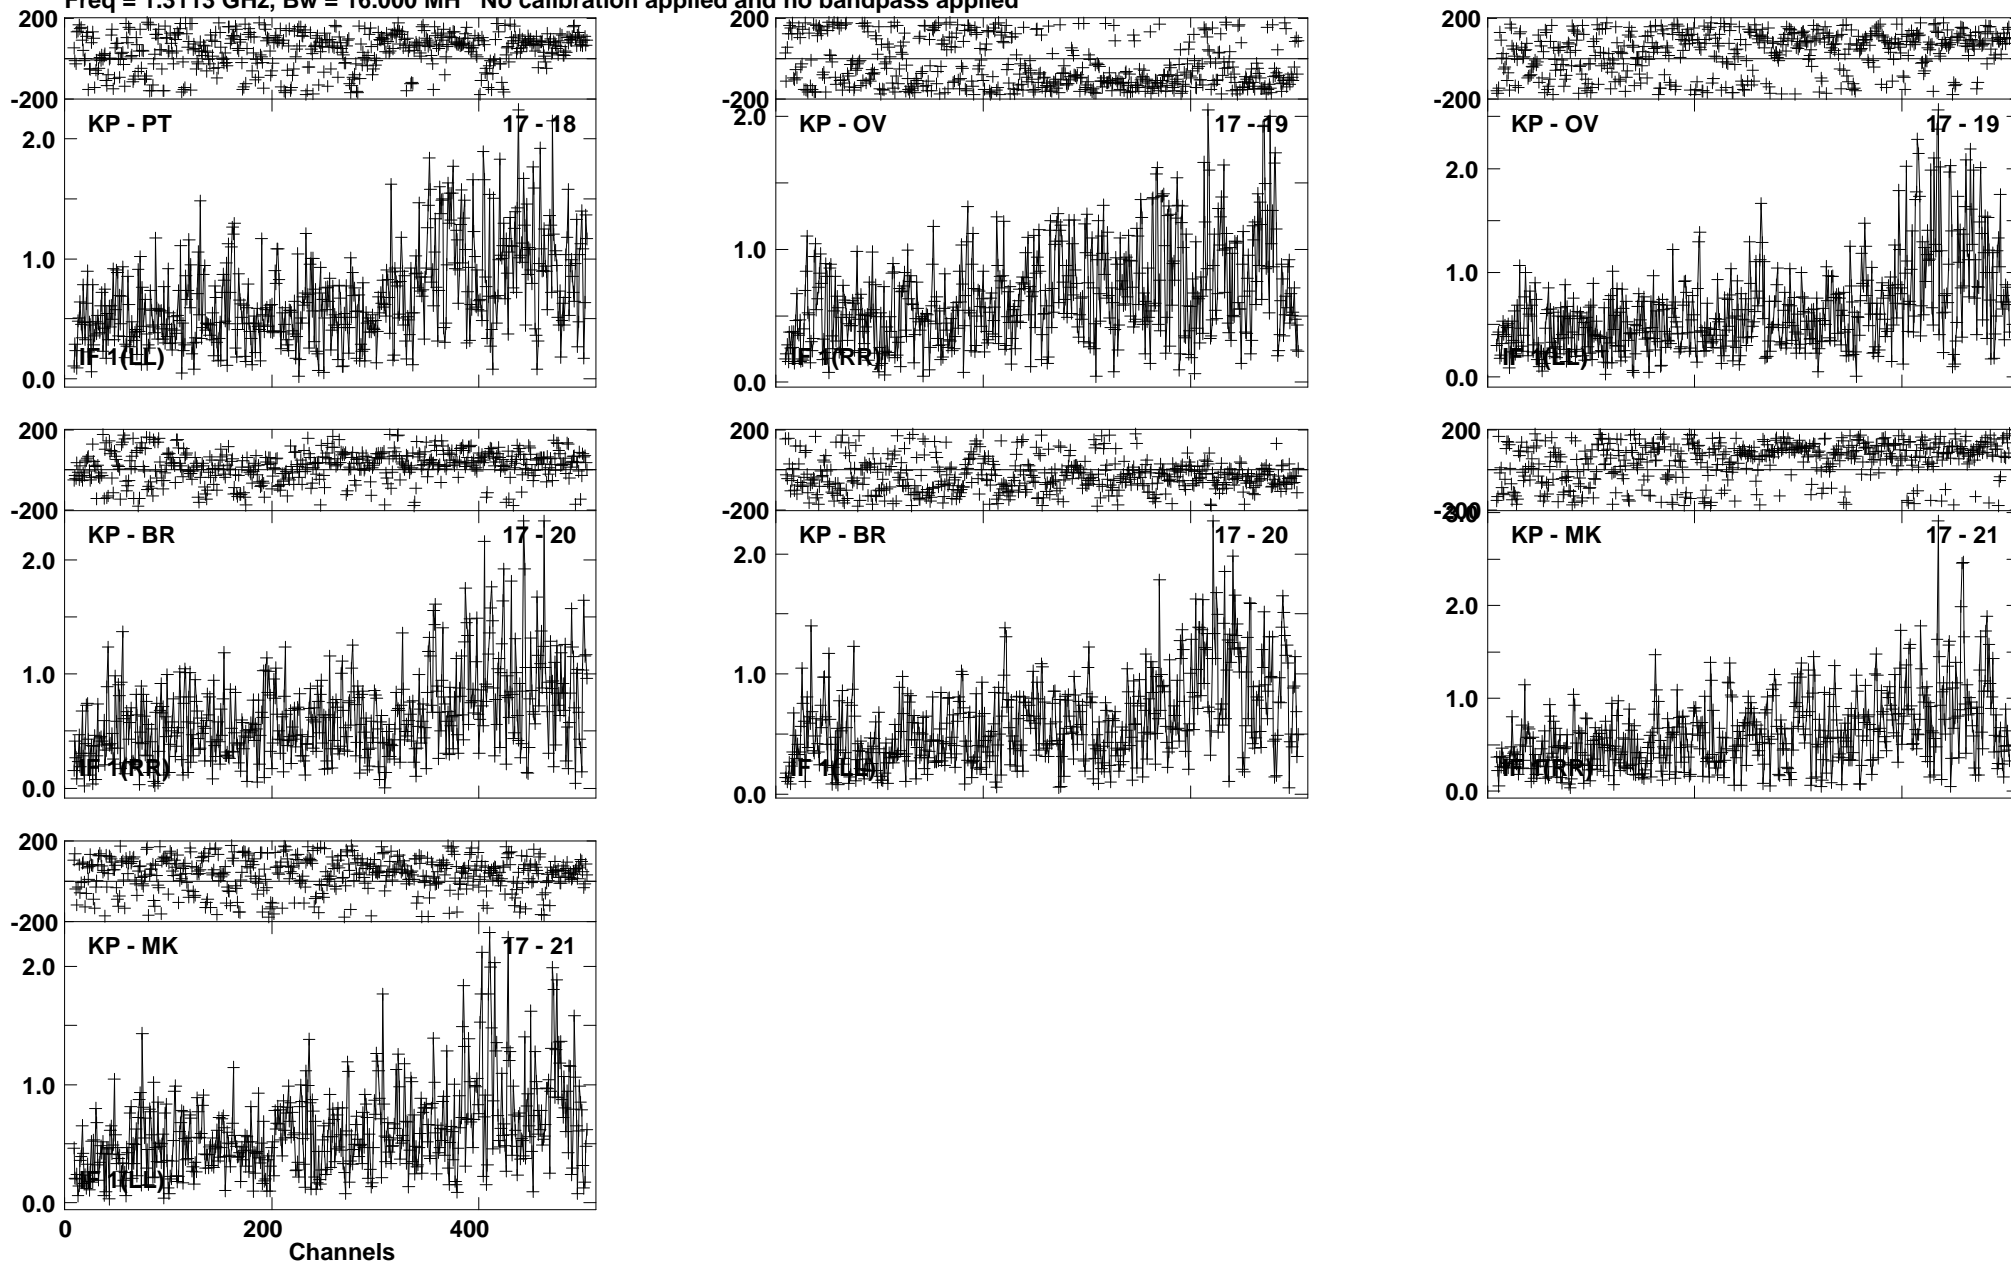 Freq = 1.3113 GHz, Bw = 16.000 MH No calibration applied and no bandpass applied
200
-200
KP - PT 17 - 18
2.0
1.0
IF 1(LL)
0.0
-200
KP - OV 17 - 19
2.0
1.0
IF 1(RR)
0.0
200
-200
KP - OV 17 - 19
2.0
1.0
IF 1(LL)
0.0
200
-200
KP - BR 17 - 20
2.0
1.0
IF 1(RR)
0.0
200
-200
KP - BR 17 - 20
2.0
1.0
IF 1(LL)
0.0
200
-200
3.0
KP - MK 17 - 21
2.0
1.0
IF 1(RR)
0.0
200
-200
KP - MK 17 - 21
2.0
1.0
IF 1(LL)
0.0
0 200 400
Channels